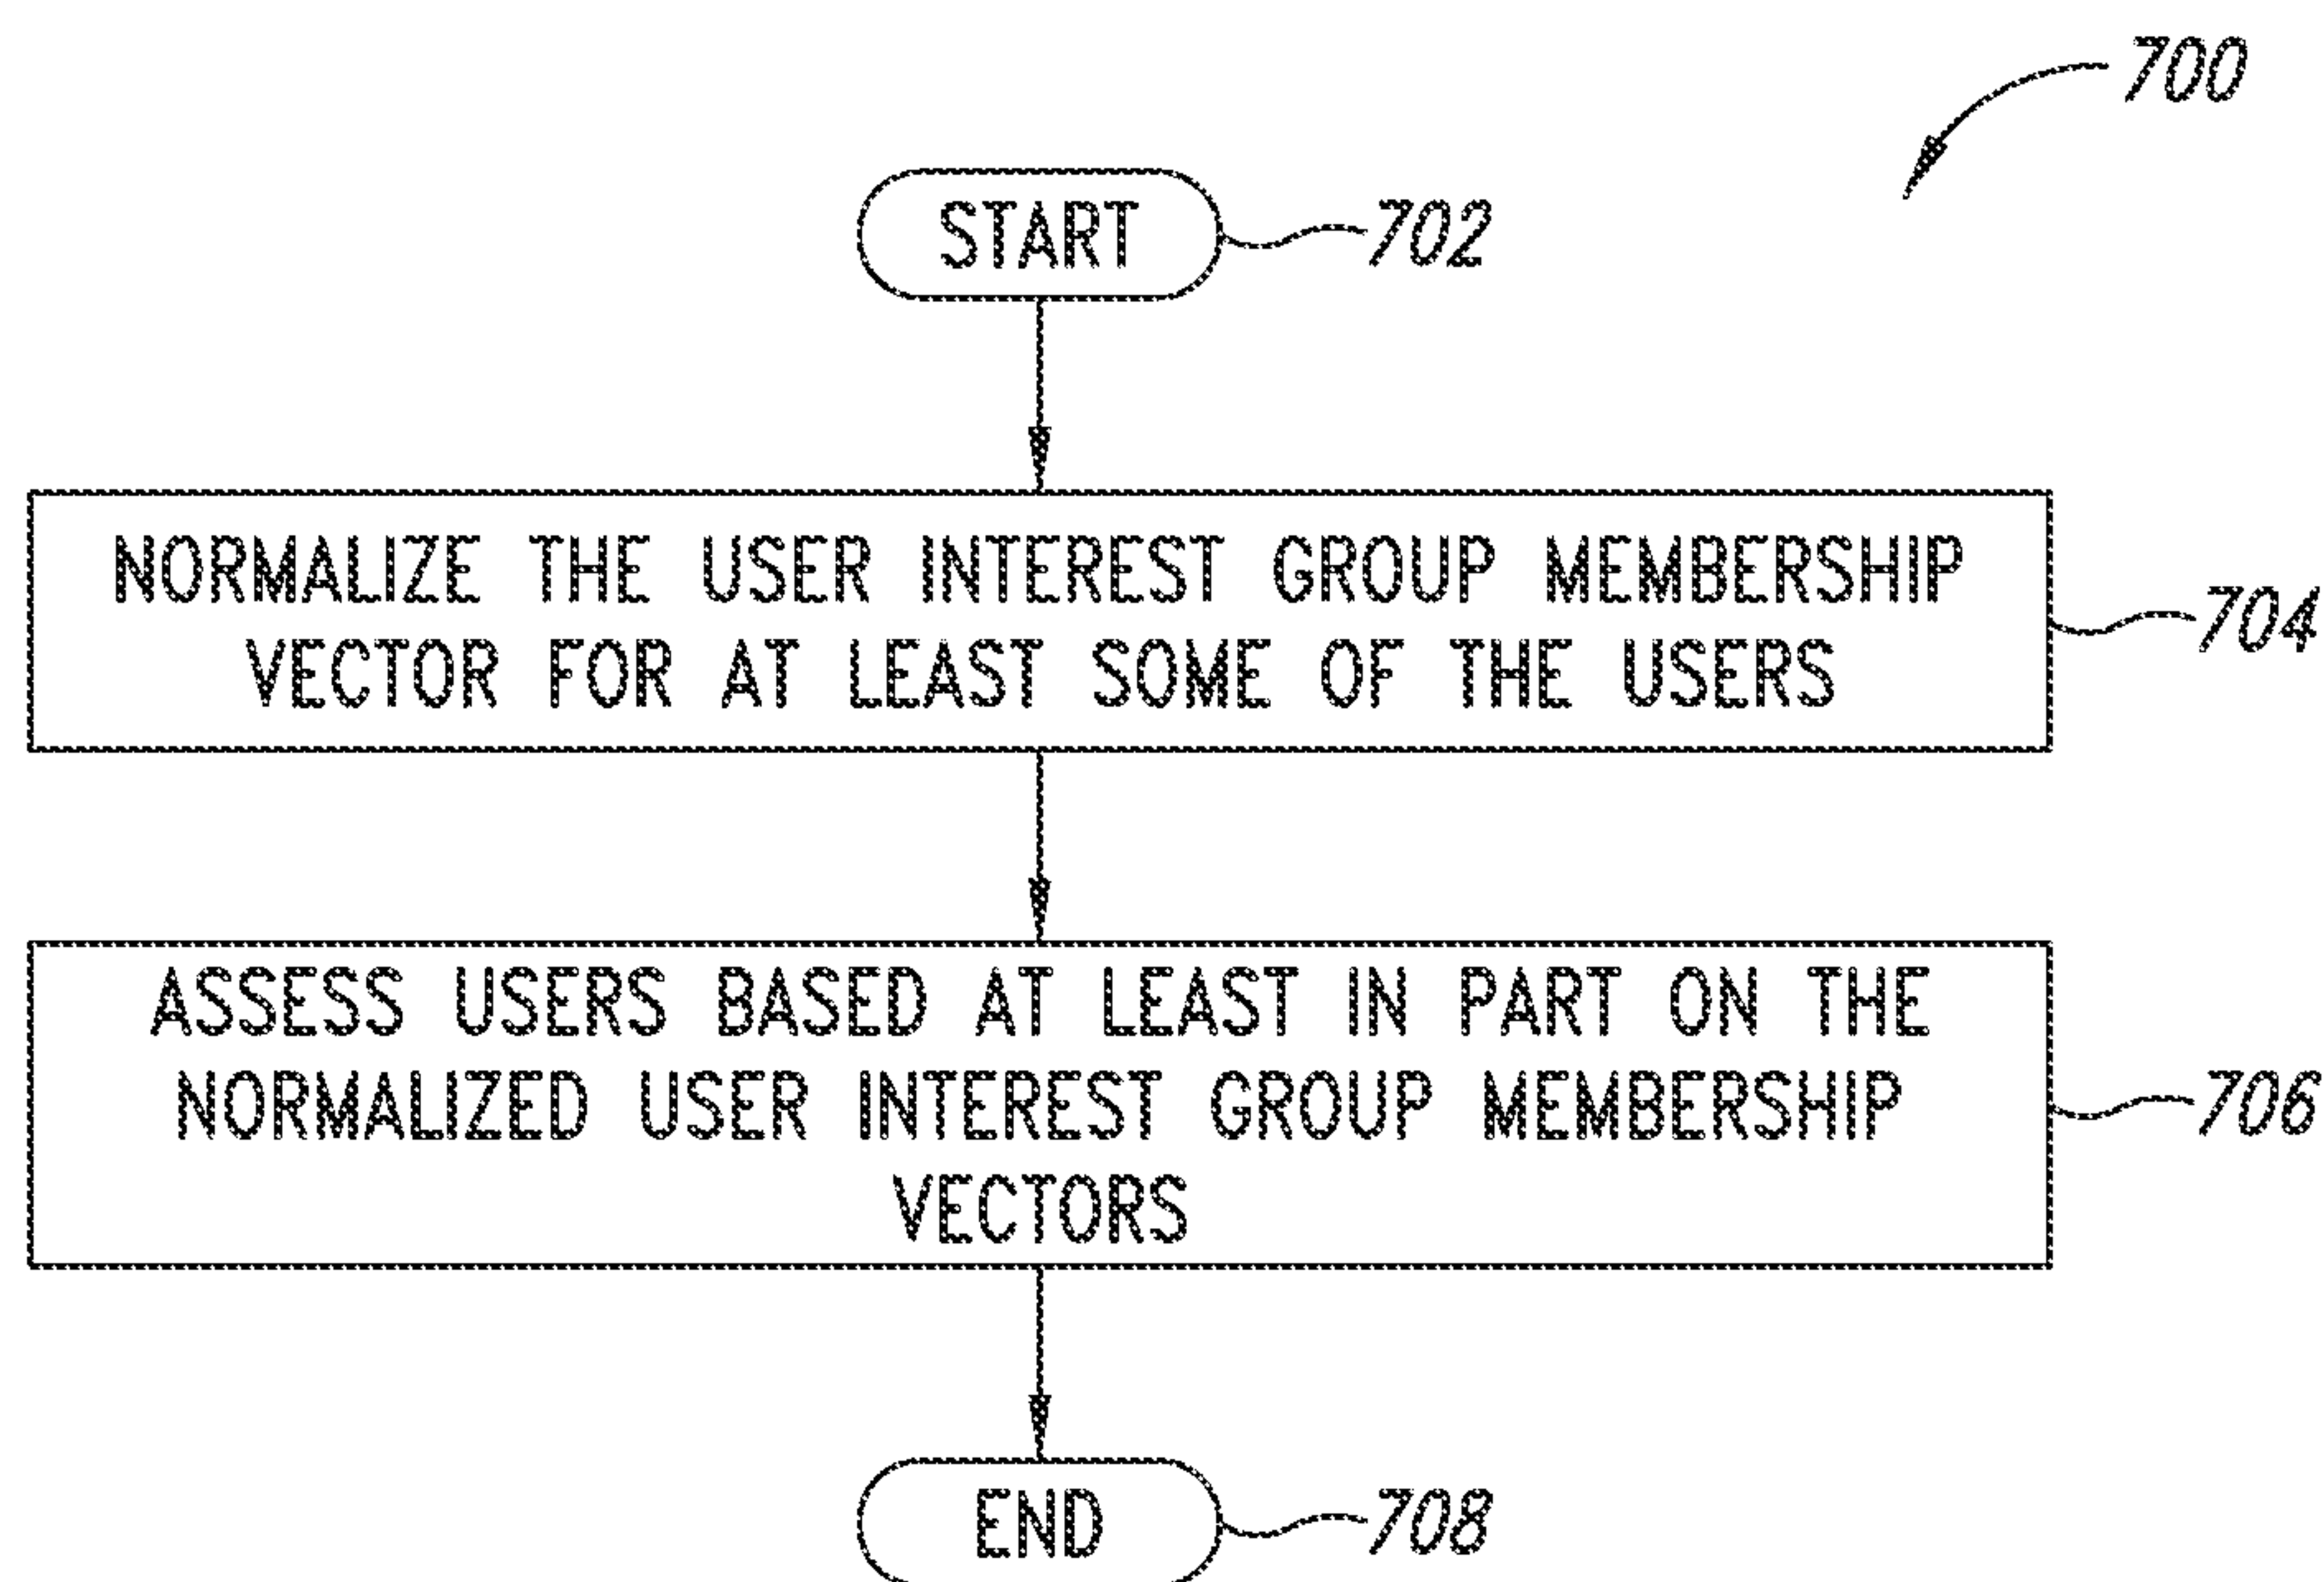 700
START
702
NORMALIZE THE USER INTEREST GROUP MEMBERSHIP
VECTOR FOR AT LEAST SOME OF THE USERS
704
ASSESS USERS BASED AT LEAST IN PART ON THE
NORMALIZED USER INTEREST GROUP MEMBERSHIP
VECTORS
706
END
708